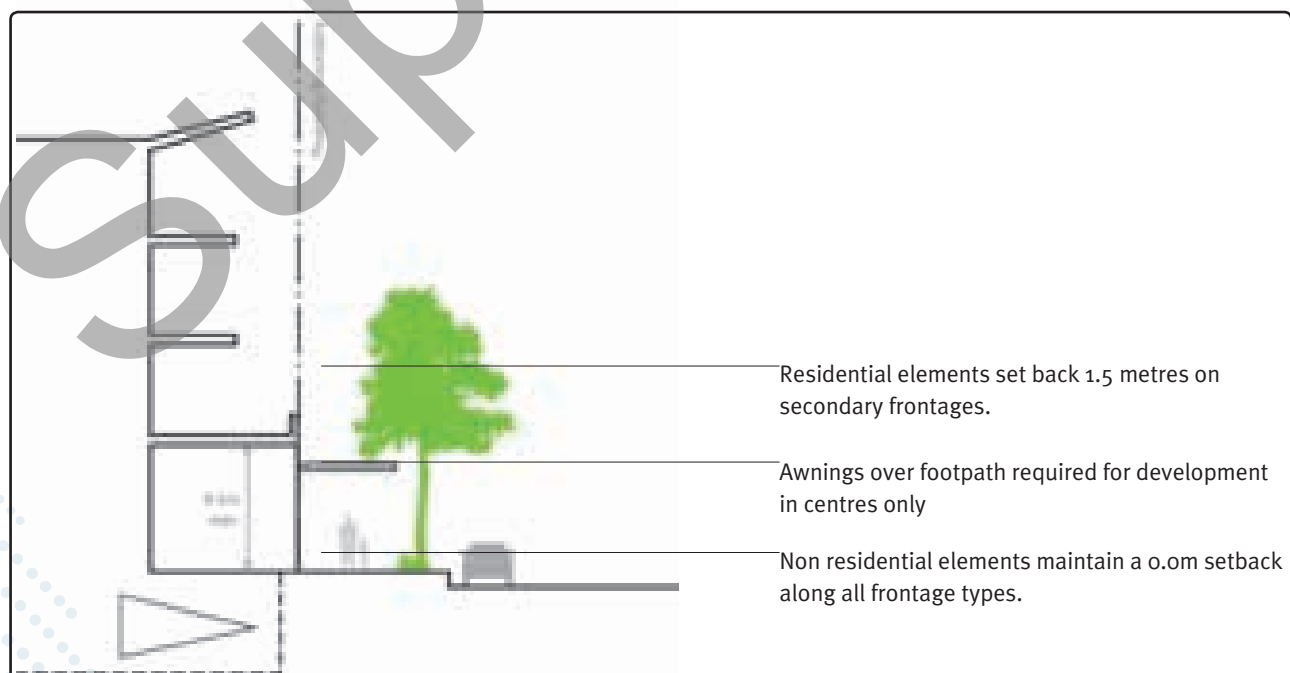 Sup
Residential elements set back 1.5 metres on
secondary frontages.
Awnings over footpath required for development
in centres only
Non residential elements maintain a 0.0m setback
along all frontage types.